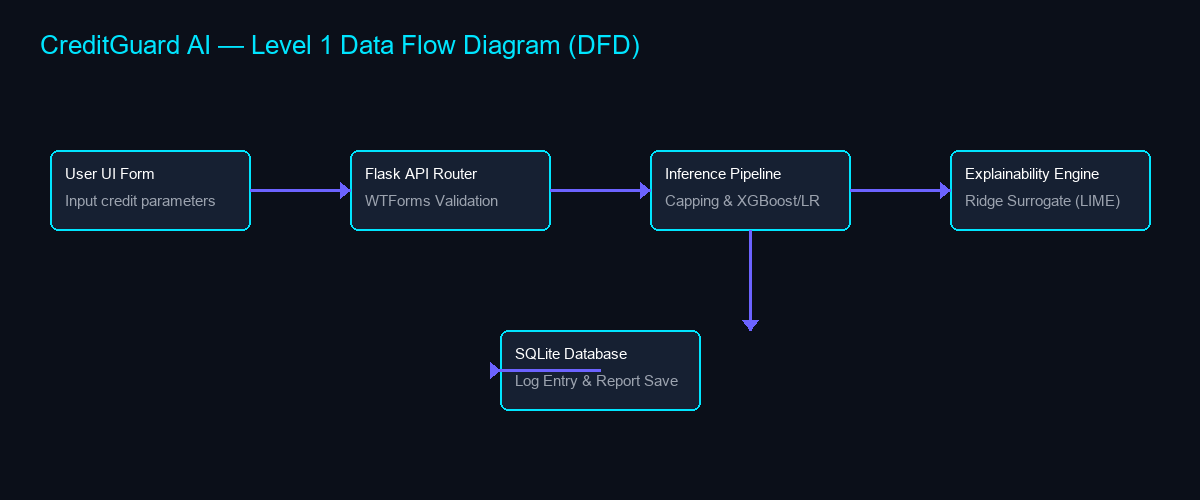 CreditGuard AI — Level 1 Data Flow Diagram (DFD)
User UI Form
Input credit parameters
Flask API Router
WTForms Validation
Inference Pipeline
Capping & XGBoost/LR
Explainability Engine
Ridge Surrogate (LIME)
SQLite Database
Log Entry & Report Save